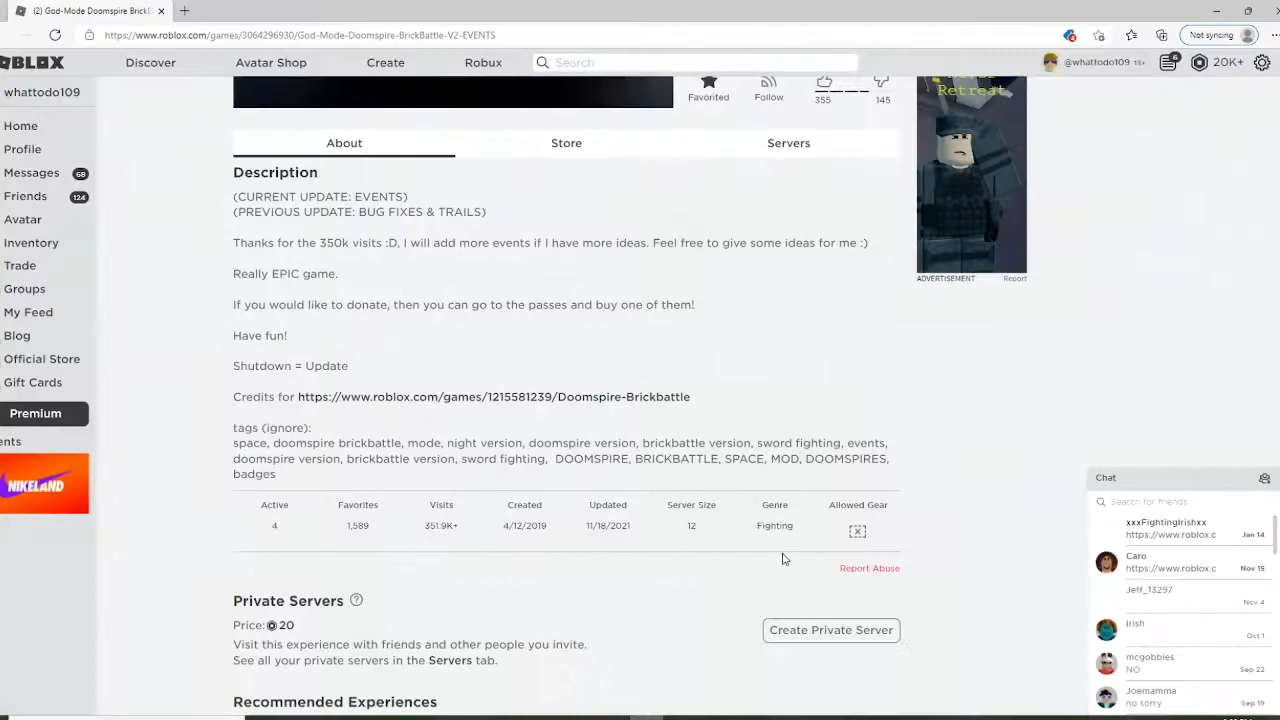 (2) God-Mode Doomspire Brick
https://www.roblox.com/games/3064296930/God-Mode-Doomspire-BrickBattle-V2-EVENTS
Not syncing
BLOX
Discover
Avatar Shop
Create
Robux
Search
@whattodo109
20K+
whattodo109
Home
Profile
Messages
68
Friends
124
Avatar
Inventory
Trade
Groups
My Feed
Blog
Official Store
Gift Cards
Premium
ents
NIKELAND
Favorited
Follow
355
145
Retreat
ADVERTISEMENT
Report
About
Store
Servers
Description
(CURRENT UPDATE: EVENTS)
(PREVIOUS UPDATE: BUG FIXES & TRAILS)
Thanks for the 350k visits :D, I will add more events if I have more ideas. Feel free to give some ideas for me :)
Really EPIC game.
If you would like to donate, then you can go to the passes and buy one of them!
Have fun!
Shutdown = Update
Credits for https://www.roblox.com/games/1215581239/Doomspire-Brickbattle
tags (ignore):
space, doomspire brickbattle, mode, night version, doomspire version, brickbattle version, sword fighting, events,
doomspire version, brickbattle version, sword fighting, DOOMSPIRE, BRICKBATTLE, SPACE, MOD, DOOMSPIRES,
badges
Active
Favorites
Visits
Created
Updated
Server Size
Genre
Allowed Gear
4
1,589
351.9K+
4/12/2019
11/18/2021
12
Fighting
Report Abuse
Private Servers
Price: 20
Create Private Server
Visit this experience with friends and other people you invite.
See all your private servers in the Servers tab.
Recommended Experiences
Chat
Search for friends
xxxFightingIrishxx
https://www.roblox.c
Jan 14
Caro
https://www.roblox.c
Nov 15
Jeff_13297
Nov 4
Irish
Oct 1
mcgobbles
NO
Sep 22
Joemamma
no sorry
Sep 19